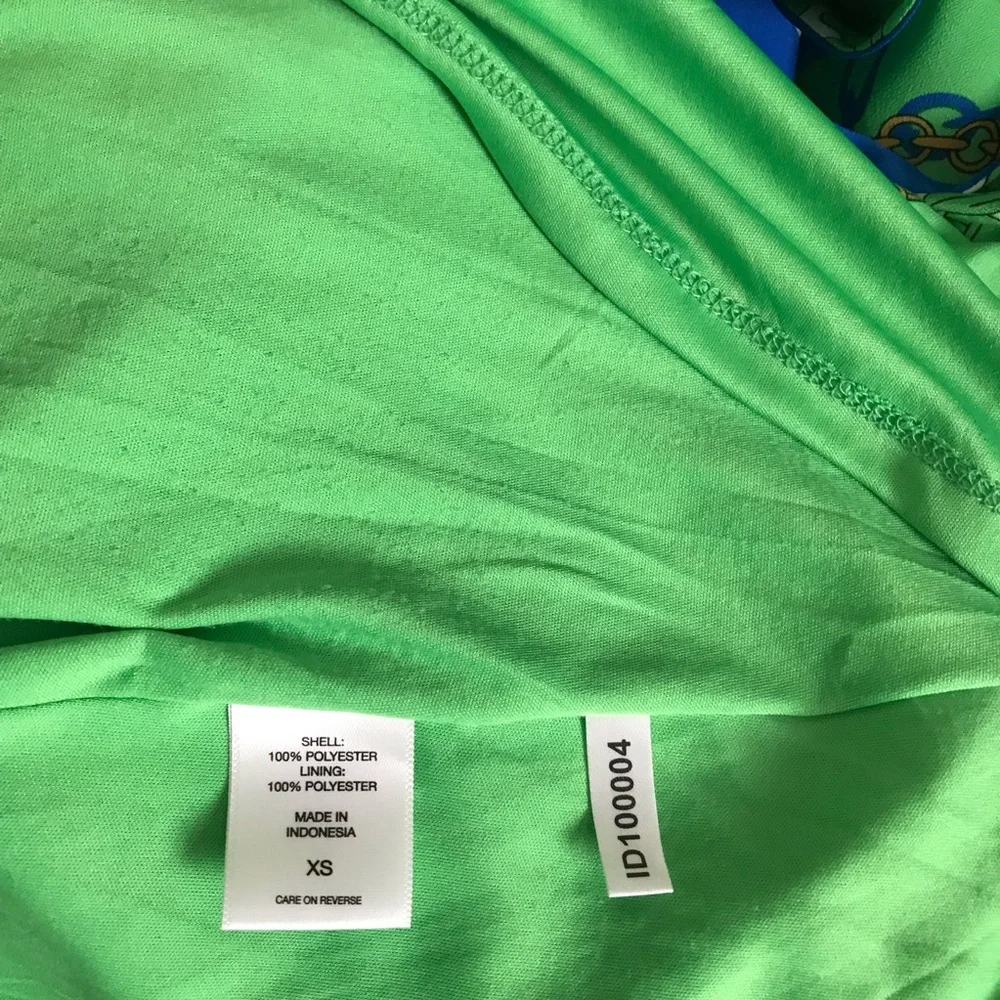 SHELL:
100% POLYESTER
LINING:
100% POLYESTER
MADE IN
INDONESIA
XS
CARE ON REVERSE
ID100004